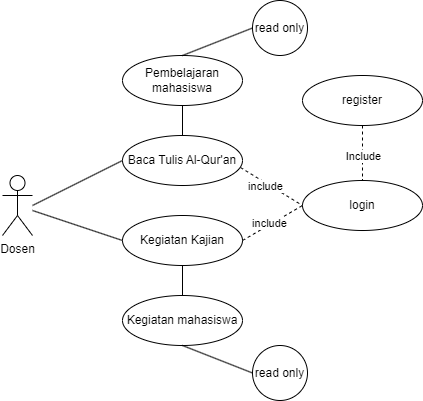 read only
Pembelajaran
mahasiswa
register
Baca Tulis Al-Qur'an
Include
include
login
Dosen
include
Kegiatan Kajian
Kegiatan mahasiswa
read only